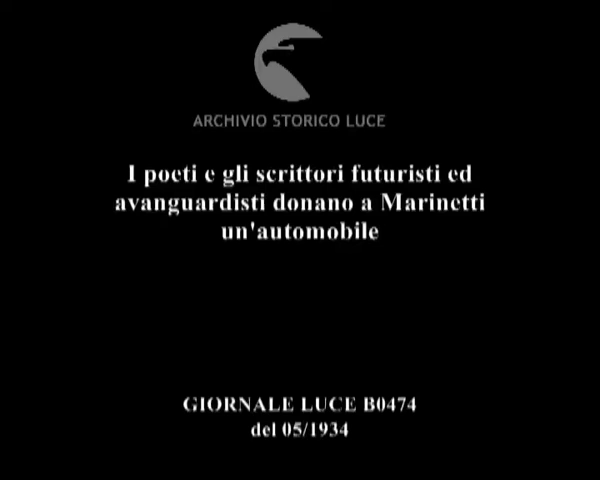 ARCHIVIO STORICO LUCE
I poeti e gli scrittori futuristi ed
avanguardisti donano a Marinetti
un'automobile
GIORNALE LUCE B0474
del 05/1934